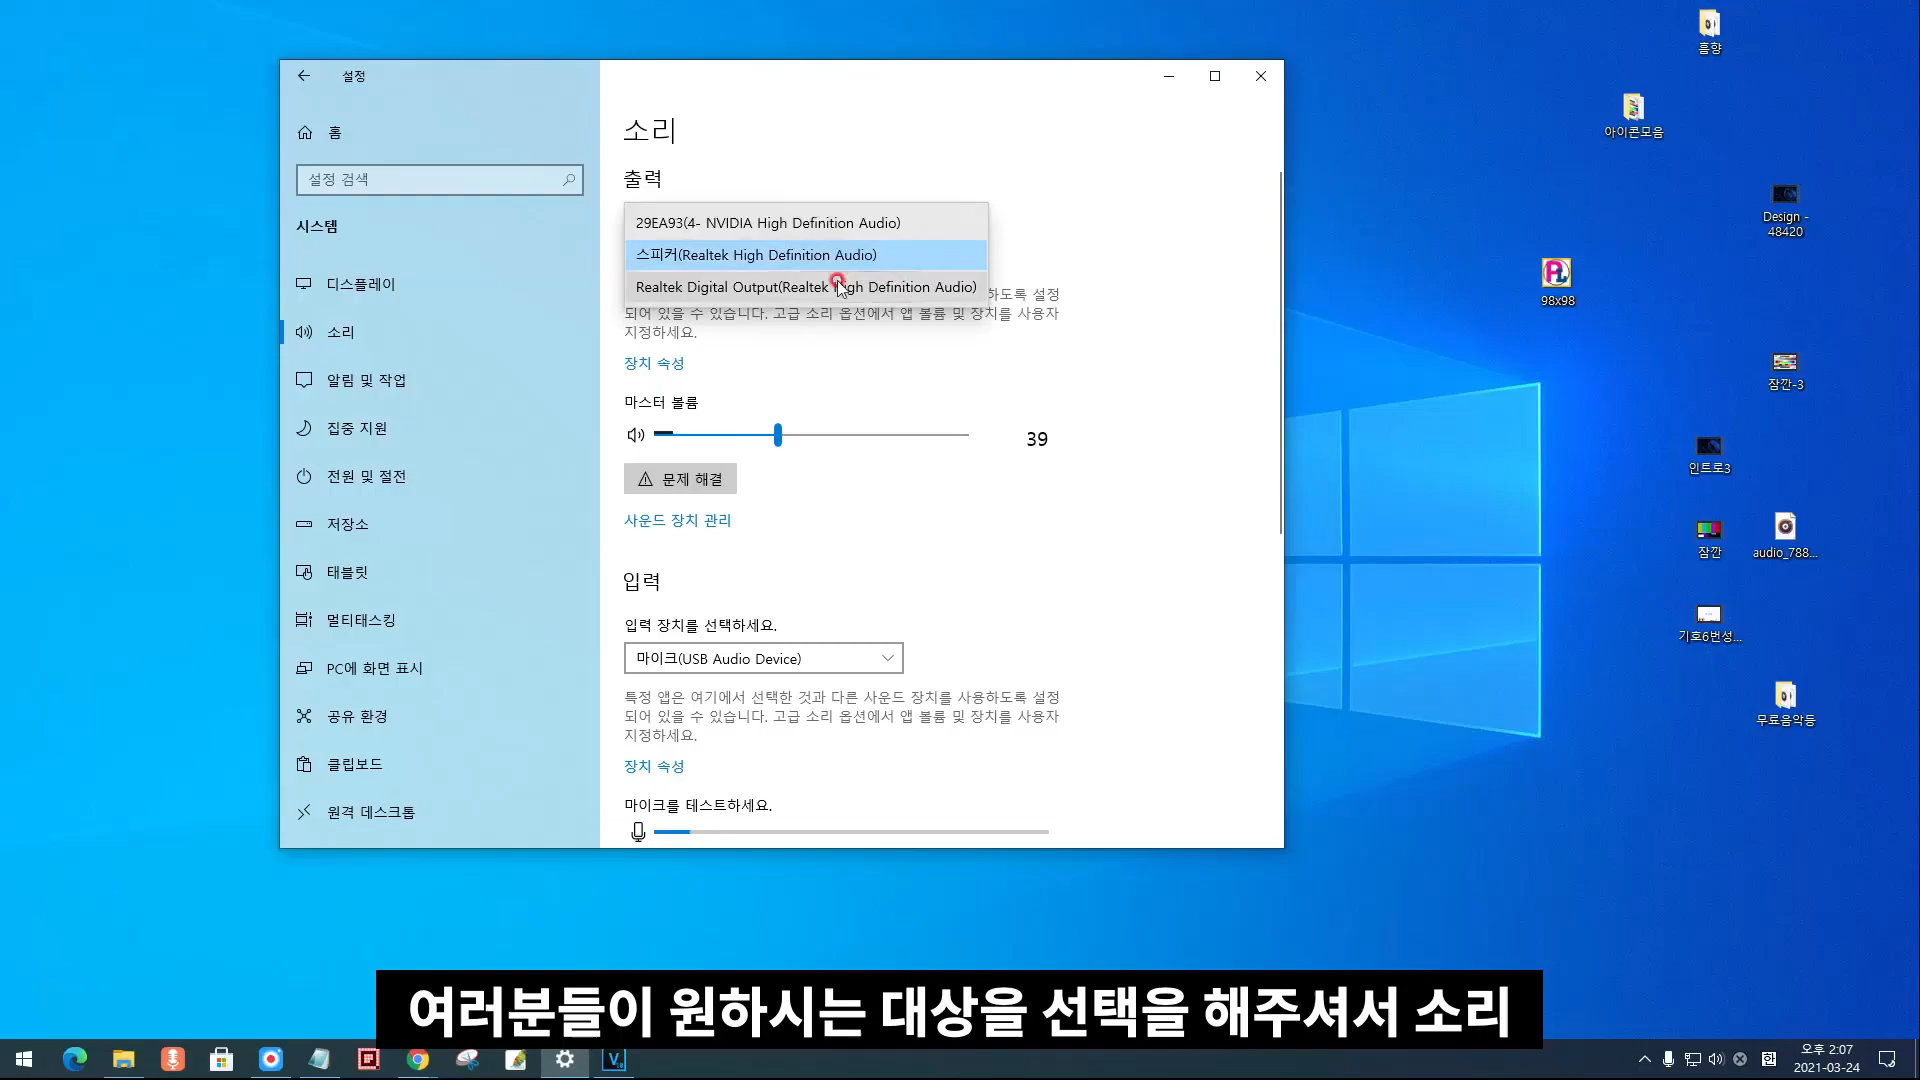 설정
홈
설정 검색
시스템
디스플레이
소리
알림 및 작업
집중 지원
전원 및 절전
저장소
태블릿
멀티태스킹
PC에 화면 표시
공유 환경
클립보드
원격 데스크톱
소리
출력
29EA93(4- NVIDIA High Definition Audio)
스피커(Realtek High Definition Audio)
Realtek Digital Output(Realtek High Definition Audio)
하도록 설정
되어 있을 수 있습니다. 고급 소리 옵션에서 앱 볼륨 및 장치를 사용자
지정하세요.
장치 속성
마스터 볼륨
39
문제 해결
사운드 장치 관리
입력
입력 장치를 선택하세요.
마이크(USB Audio Device)
특정 앱은 여기에서 선택한 것과 다른 사운드 장치를 사용하도록 설정
되어 있을 수 있습니다. 고급 소리 옵션에서 앱 볼륨 및 장치를 사용자
지정하세요.
장치 속성
마이크를 테스트하세요.
흠향
아이콘모음
Design -
48420
PL
98x98
잠깐-3
인트로3
잠깐
audio_788...
기호6번성...
무료음악등
여러분들이 원하시는 대상을 선택을 해주셔서 소리
한
오후 2:07
2021-03-24